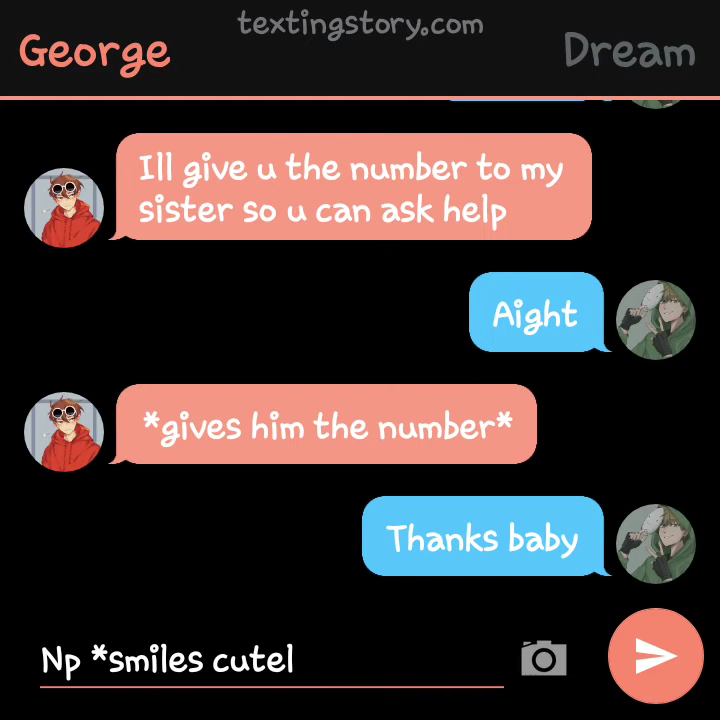 textingstory.com
George
Dream
Ill give u the number to my
sister so u can ask help
Aight
*gives him the number*
Thanks baby
Np *smiles cutel